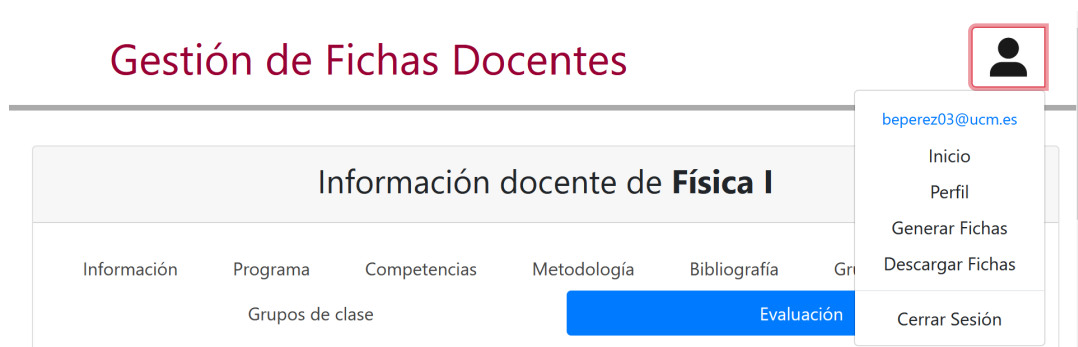 Gestión de Fichas Docentes
beperez03@ucm.es
Inicio
Perfil
Generar Fichas
Descargar Fichas
Cerrar Sesión
Información docente de Física I
Información Programa Competencias Metodología Bibliografía
Grupos de clase Evaluación